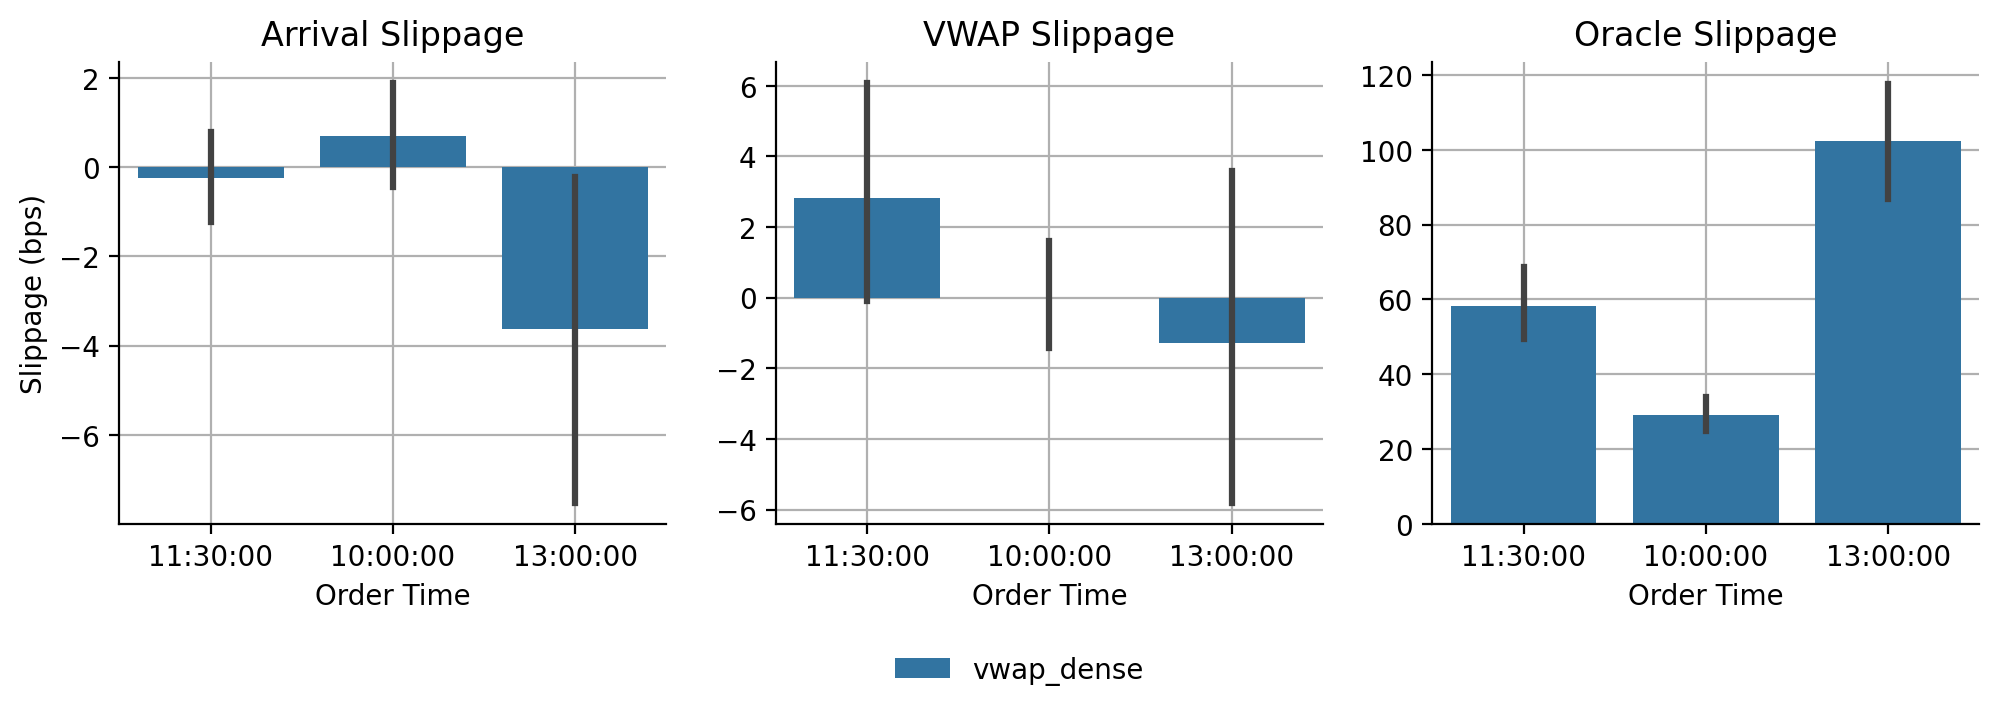 Arrival Slippage
2
0
−2
−4
−6
Slippage (bps)
11:30:00 10:00:00 13:00:00
Order Time
VWAP Slippage
6
4
2
0
−2
−4
−6
11:30:00 10:00:00 13:00:00
Order Time
Oracle Slippage
120
100
80
60
40
20
0
11:30:00 10:00:00 13:00:00
Order Time
vwap_dense